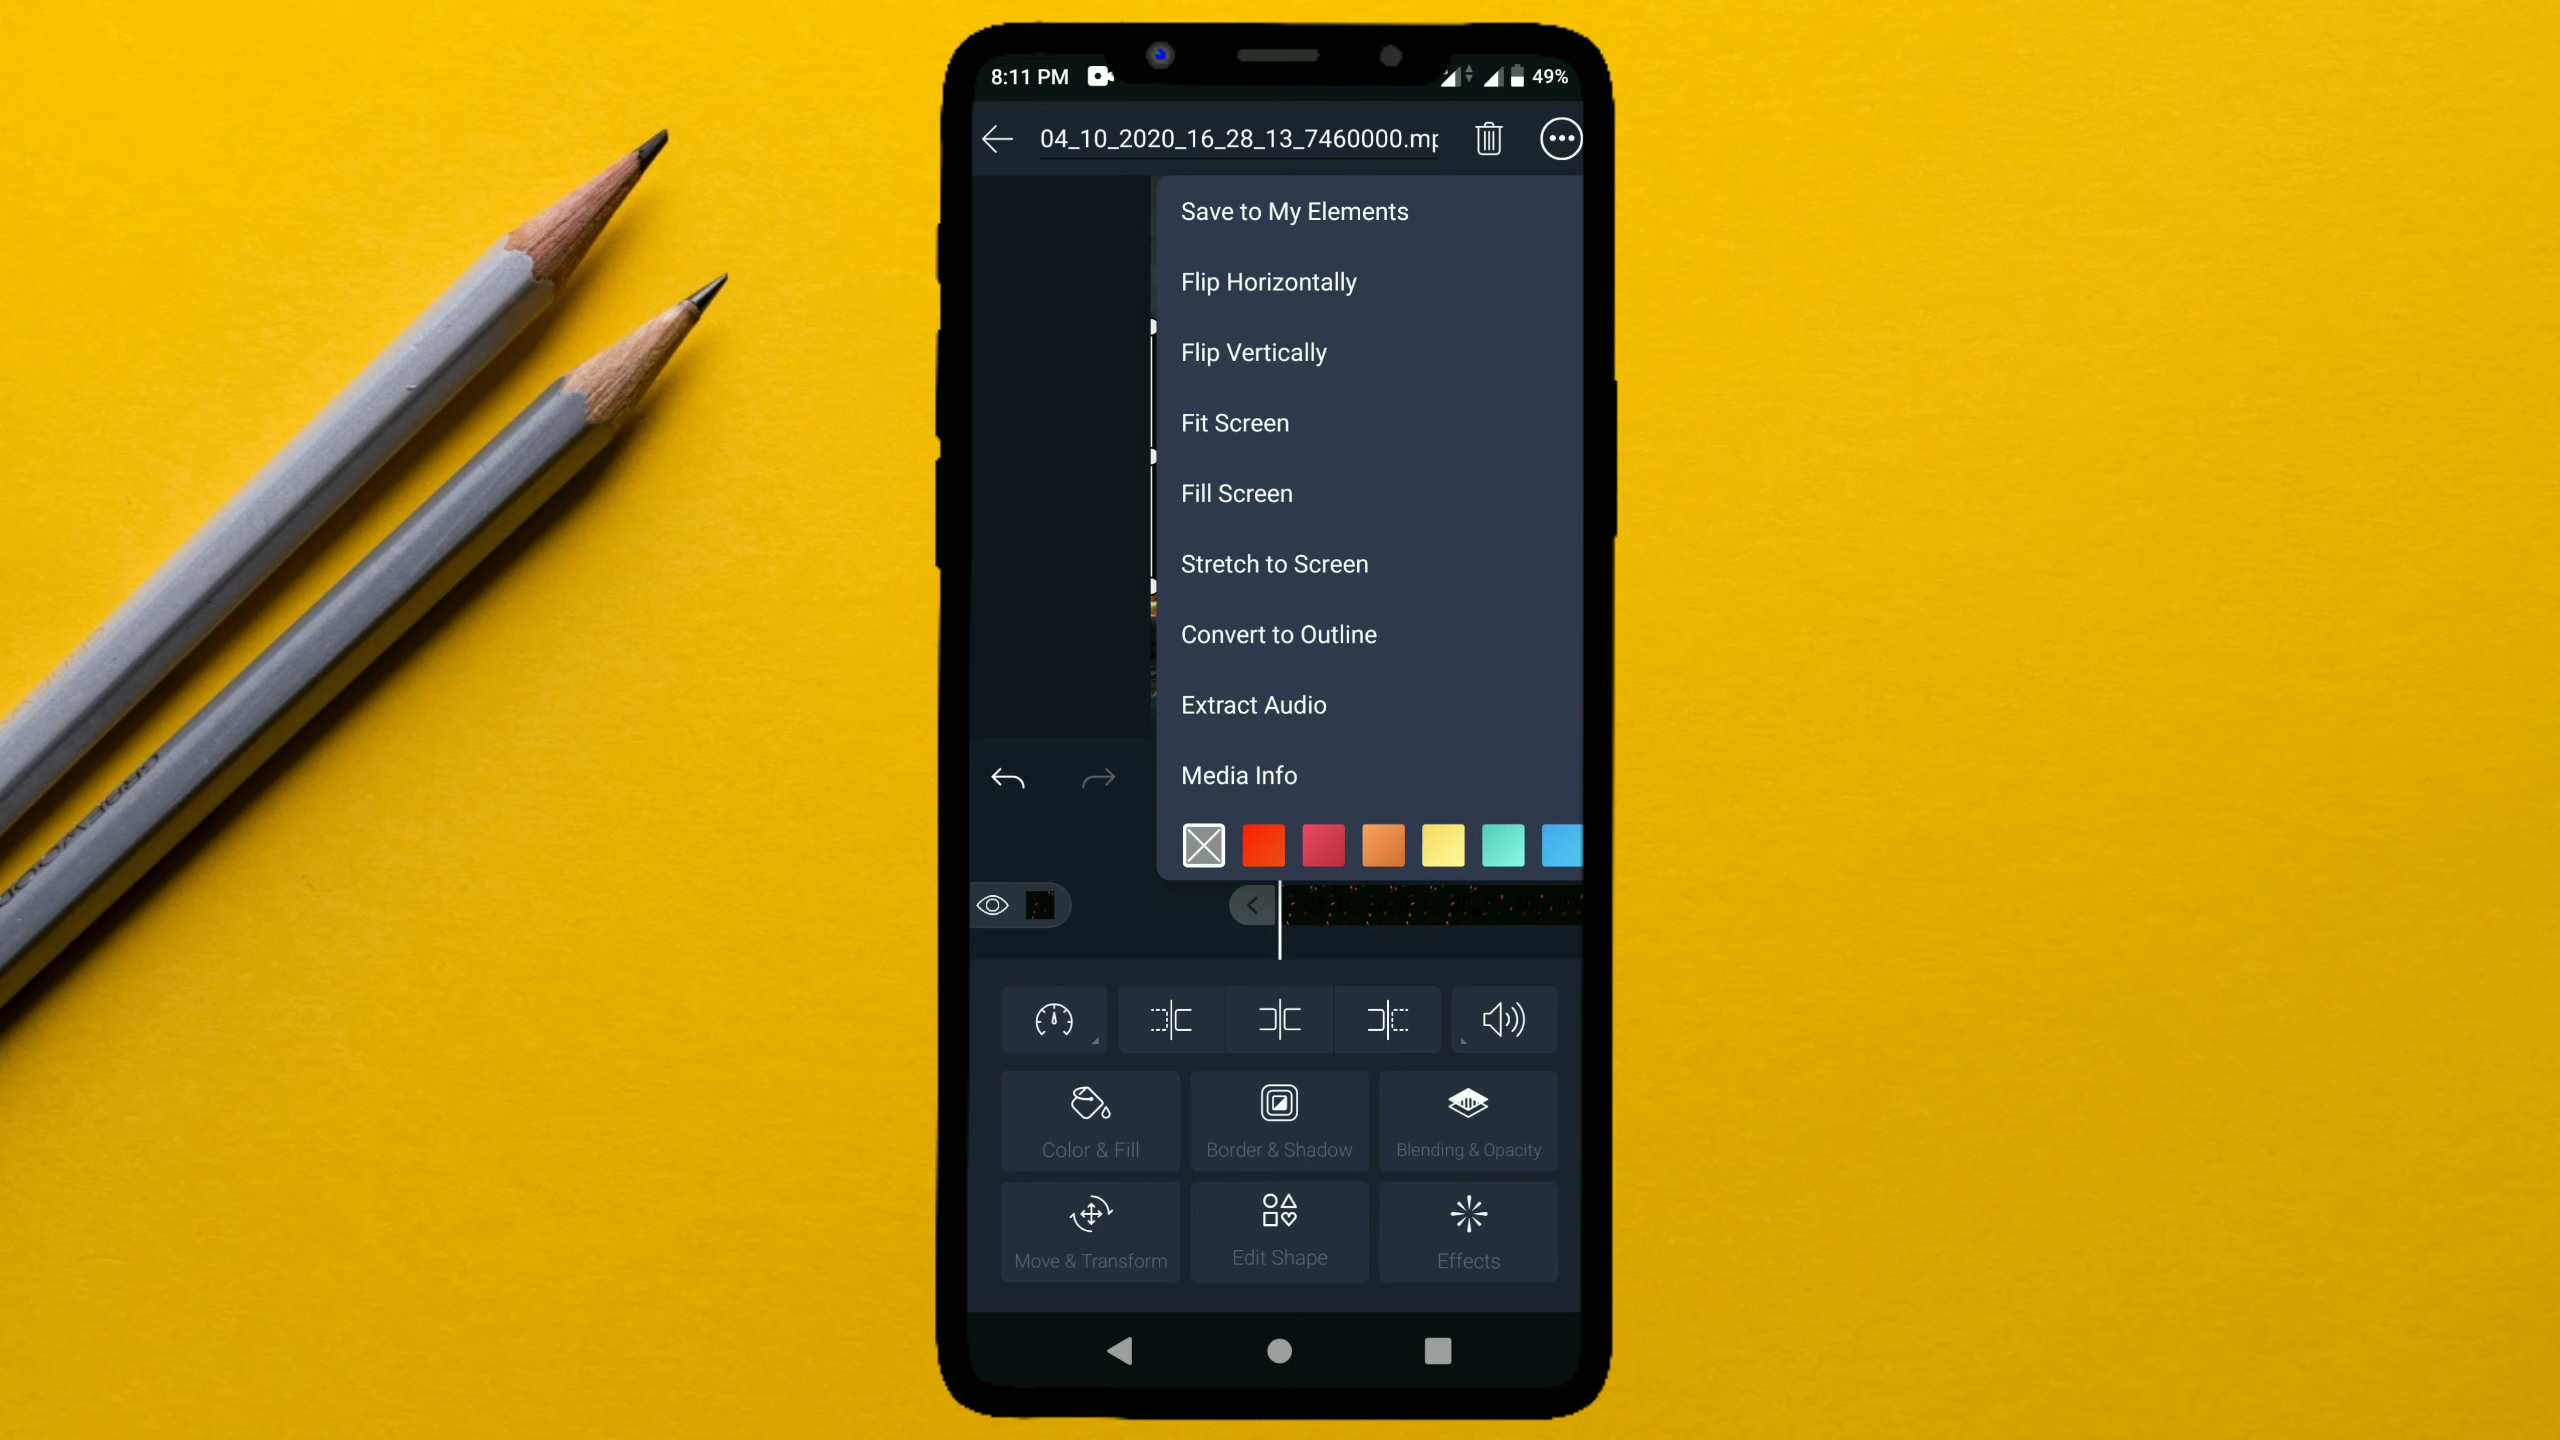 8:11 PM
49%
04_10_2020_16_28_13_7460000.mp
Save to My Elements
Flip Horizontally
Flip Vertically
Fit Screen
Fill Screen
Stretch to Screen
Convert to Outline
Extract Audio
Media Info
Color & Fill
Border & Shadow
Blending & Opacity
Move & Transform
Edit Shape
Effects